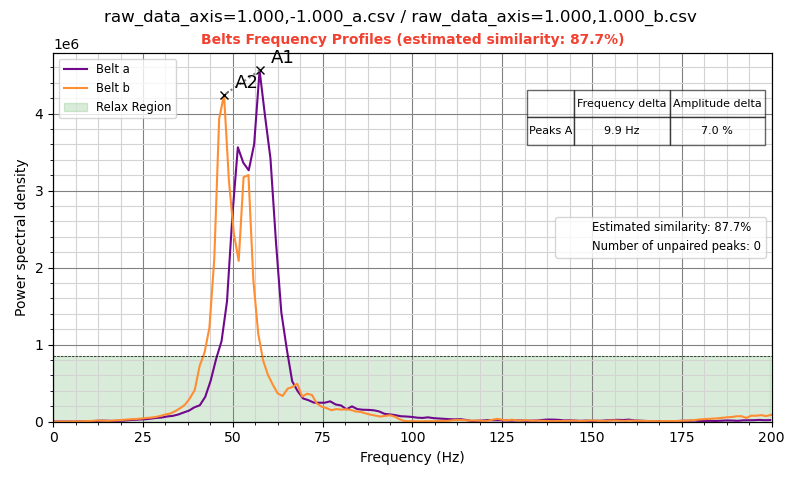 raw_data_axis=1.000,-1.000_a.csv / raw_data_axis=1.000,1.000_b.csv
Belts Frequency Profiles (estimated similarity: 87.7%)
1e6
A1
A2
Belt a
Belt b
Relax Region
Frequency delta Amplitude delta
Peaks A 9.9 Hz 7.0 %
Estimated similarity: 87.7%
Number of unpaired peaks: 0
Power spectral density
4
3
2
1
0
0 25 50 75 100 125 150 175 200
Frequency (Hz)